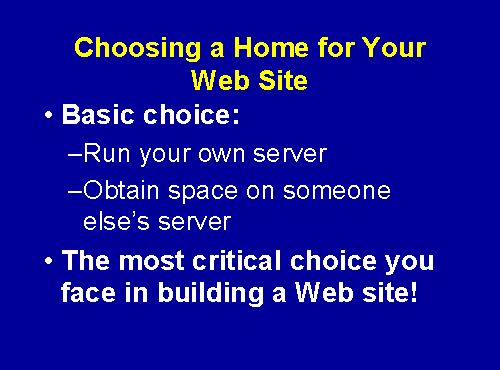 Choosing a Home for Your
Web Site
• Basic choice:
–Run your own server
–Obtain space on someone
else’s server
• The most critical choice you
face in building a Web site!